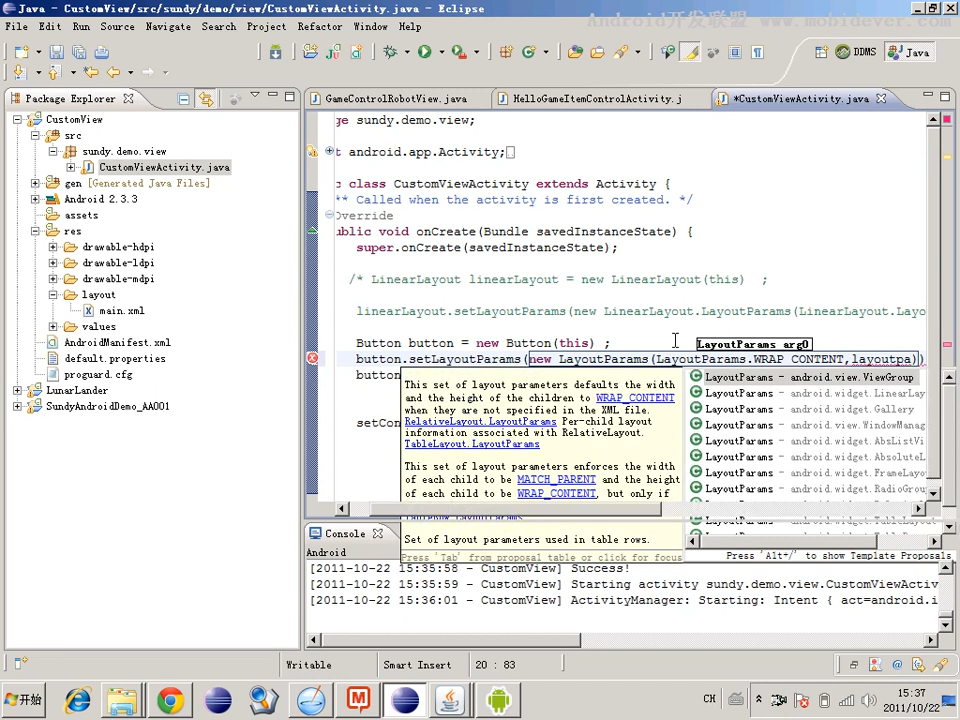 Java - CustomView/src/sundy/demo/view/CustomViewActivity.java - Eclipse
Android开发联盟 www.mobidever.com
File Edit Run Source Navigate Search Project Refactor Window Help
DDMS Java
Package Explorer
GameControlRobotView.java HelloGameItemControlActivity.j *CustomViewActivity.java
CustomView
src
sundy.demo.view
CustomViewActivity.java
gen [Generated Java Files]
Android 2.3.3
assets
res
drawable-hdpi
drawable-ldpi
drawable-mdpi
layout
main.xml
values
AndroidManifest.xml
default.properties
proguard.cfg
LunarLander
SundyAndroidDemo_AA001
ge sundy.demo.view;
t android.app.Activity;
c class CustomViewActivity extends Activity {
** Called when the activity is first created. */
Override
ublic void onCreate(Bundle savedInstanceState) {
super.onCreate(savedInstanceState);
/* LinearLayout linearLayout = new LinearLayout(this) ;
linearLayout.setLayoutParams(new LinearLayout.LayoutParams(LinearLayout.Layo
Button button = new Button(this) ;
LayoutParams arg0
button.setLayoutParams(new LayoutParams(LayoutParams.WRAP_CONTENT,layoutpa))
button
setCon
This set of layout parameters defaults the width
and the height of the children to WRAP_CONTENT
when they are not specified in the XML file.
RelativeLayout.LayoutParams Per-child layout
information associated with RelativeLayout.
TableLayout.LayoutParams
This set of layout parameters enforces the width
of each child to be MATCH_PARENT and the height
of each child to be WRAP_CONTENT, but only if
Set of layout parameters used in table rows.
Press 'Tab' from proposal table or click for focus
LayoutParams - android.view.ViewGroup
LayoutParams - android.widget.LinearLay
LayoutParams - android.widget.Gallery
LayoutParams - android.view.WindowManag
LayoutParams - android.widget.AbsListVi
LayoutParams - android.widget.AbsoluteL
LayoutParams - android.widget.FrameLayo
LayoutParams - android.widget.RadioGrou
Press 'Alt+/' to show Template Proposals
Console
Android
[2011-10-22 15:35:58 - CustomView] Success!
[2011-10-22 15:35:59 - CustomView] Starting activity sundy.demo.view.CustomViewActiv
[2011-10-22 15:36:01 - CustomView] ActivityManager: Starting: Intent { act=android.i
Writable Smart Insert 20 : 83
开始
CH
15:37
2011/10/22